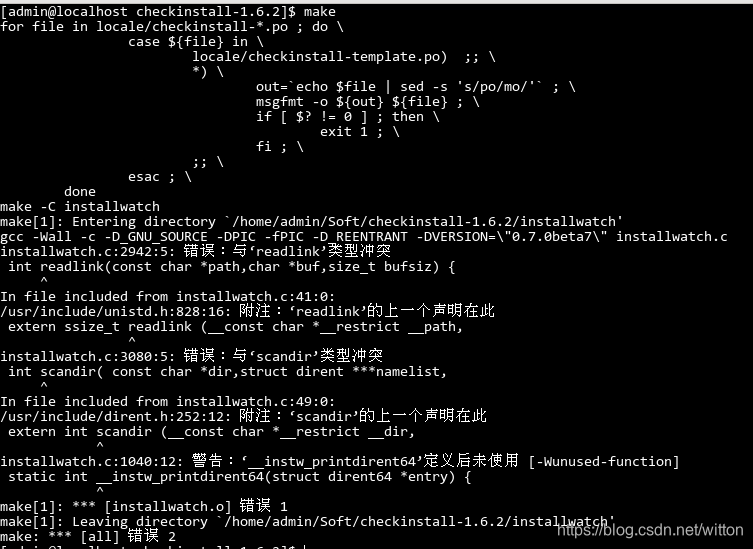 [admin@localhost checkinstall-1.6.2]$ make
for file in locale/checkinstall-*.po ; do \
case ${file} in \
locale/checkinstall-template.po)  ;; \
*) \
out=`echo $file | sed -s 's/po/mo/'` ; \
msgfmt -o ${out} ${file} ; \
if [ $? != 0 ] ; then \
exit 1 ; \
fi ; \
;; \
esac ; \
done
make -C installwatch
make[1]: Entering directory `/home/admin/Soft/checkinstall-1.6.2/installwatch'
gcc -Wall -c -D_GNU_SOURCE -DPIC -fPIC -D_REENTRANT -DVERSION=\"0.7.0beta7\" installwatch.c
installwatch.c:2942:5: 错误：与‘readlink’类型冲突
int readlink(const char *path,char *buf,size_t bufsiz) {
^
In file included from installwatch.c:41:0:
/usr/include/unistd.h:828:16: 附注：‘readlink’的上一个声明在此
extern ssize_t readlink (__const char *__restrict __path,
^
installwatch.c:3080:5: 错误：与‘scandir’类型冲突
int scandir( const char *dir,struct dirent ***namelist,
^
In file included from installwatch.c:49:0:
/usr/include/dirent.h:252:12: 附注：‘scandir’的上一个声明在此
extern int scandir (__const char *__restrict __dir,
^
installwatch.c:1040:12: 警告：‘__instw_printdirent64’定义后未使用 [-Wunused-function]
static int __instw_printdirent64(struct dirent64 *entry) {
^
make[1]: *** [installwatch.o] 错误 1
make[1]: Leaving directory `/home/admin/Soft/checkinstall-1.6.2/installwatch'
make: *** [all] 错误 2
[admin@localhost checkinstall-1.6.2]$
https://blog.csdn.net/witton